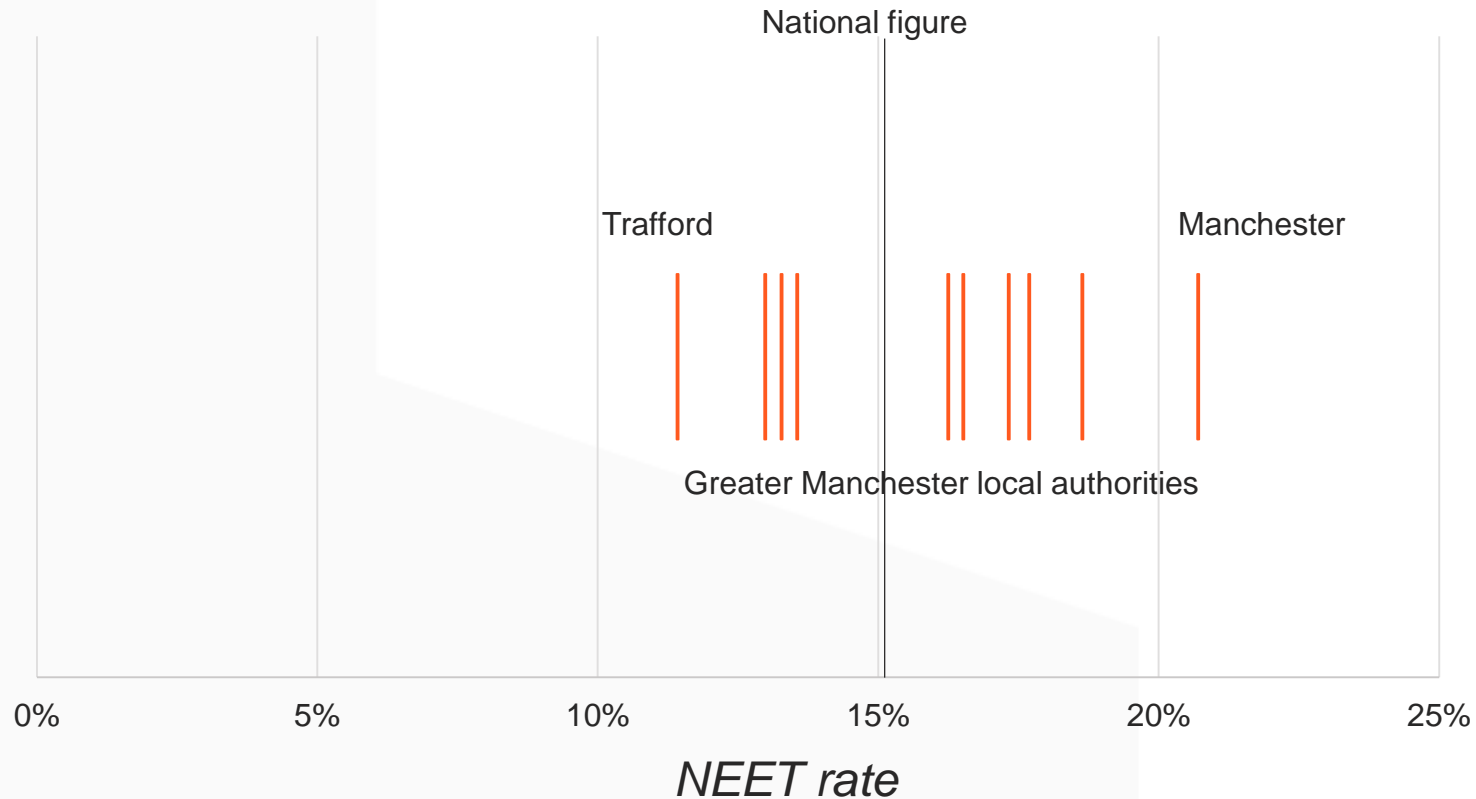 National figure
Trafford
Manchester
Greater Manchester local authorities
0%
5%
10%
15%
20%
25%
NEET rate